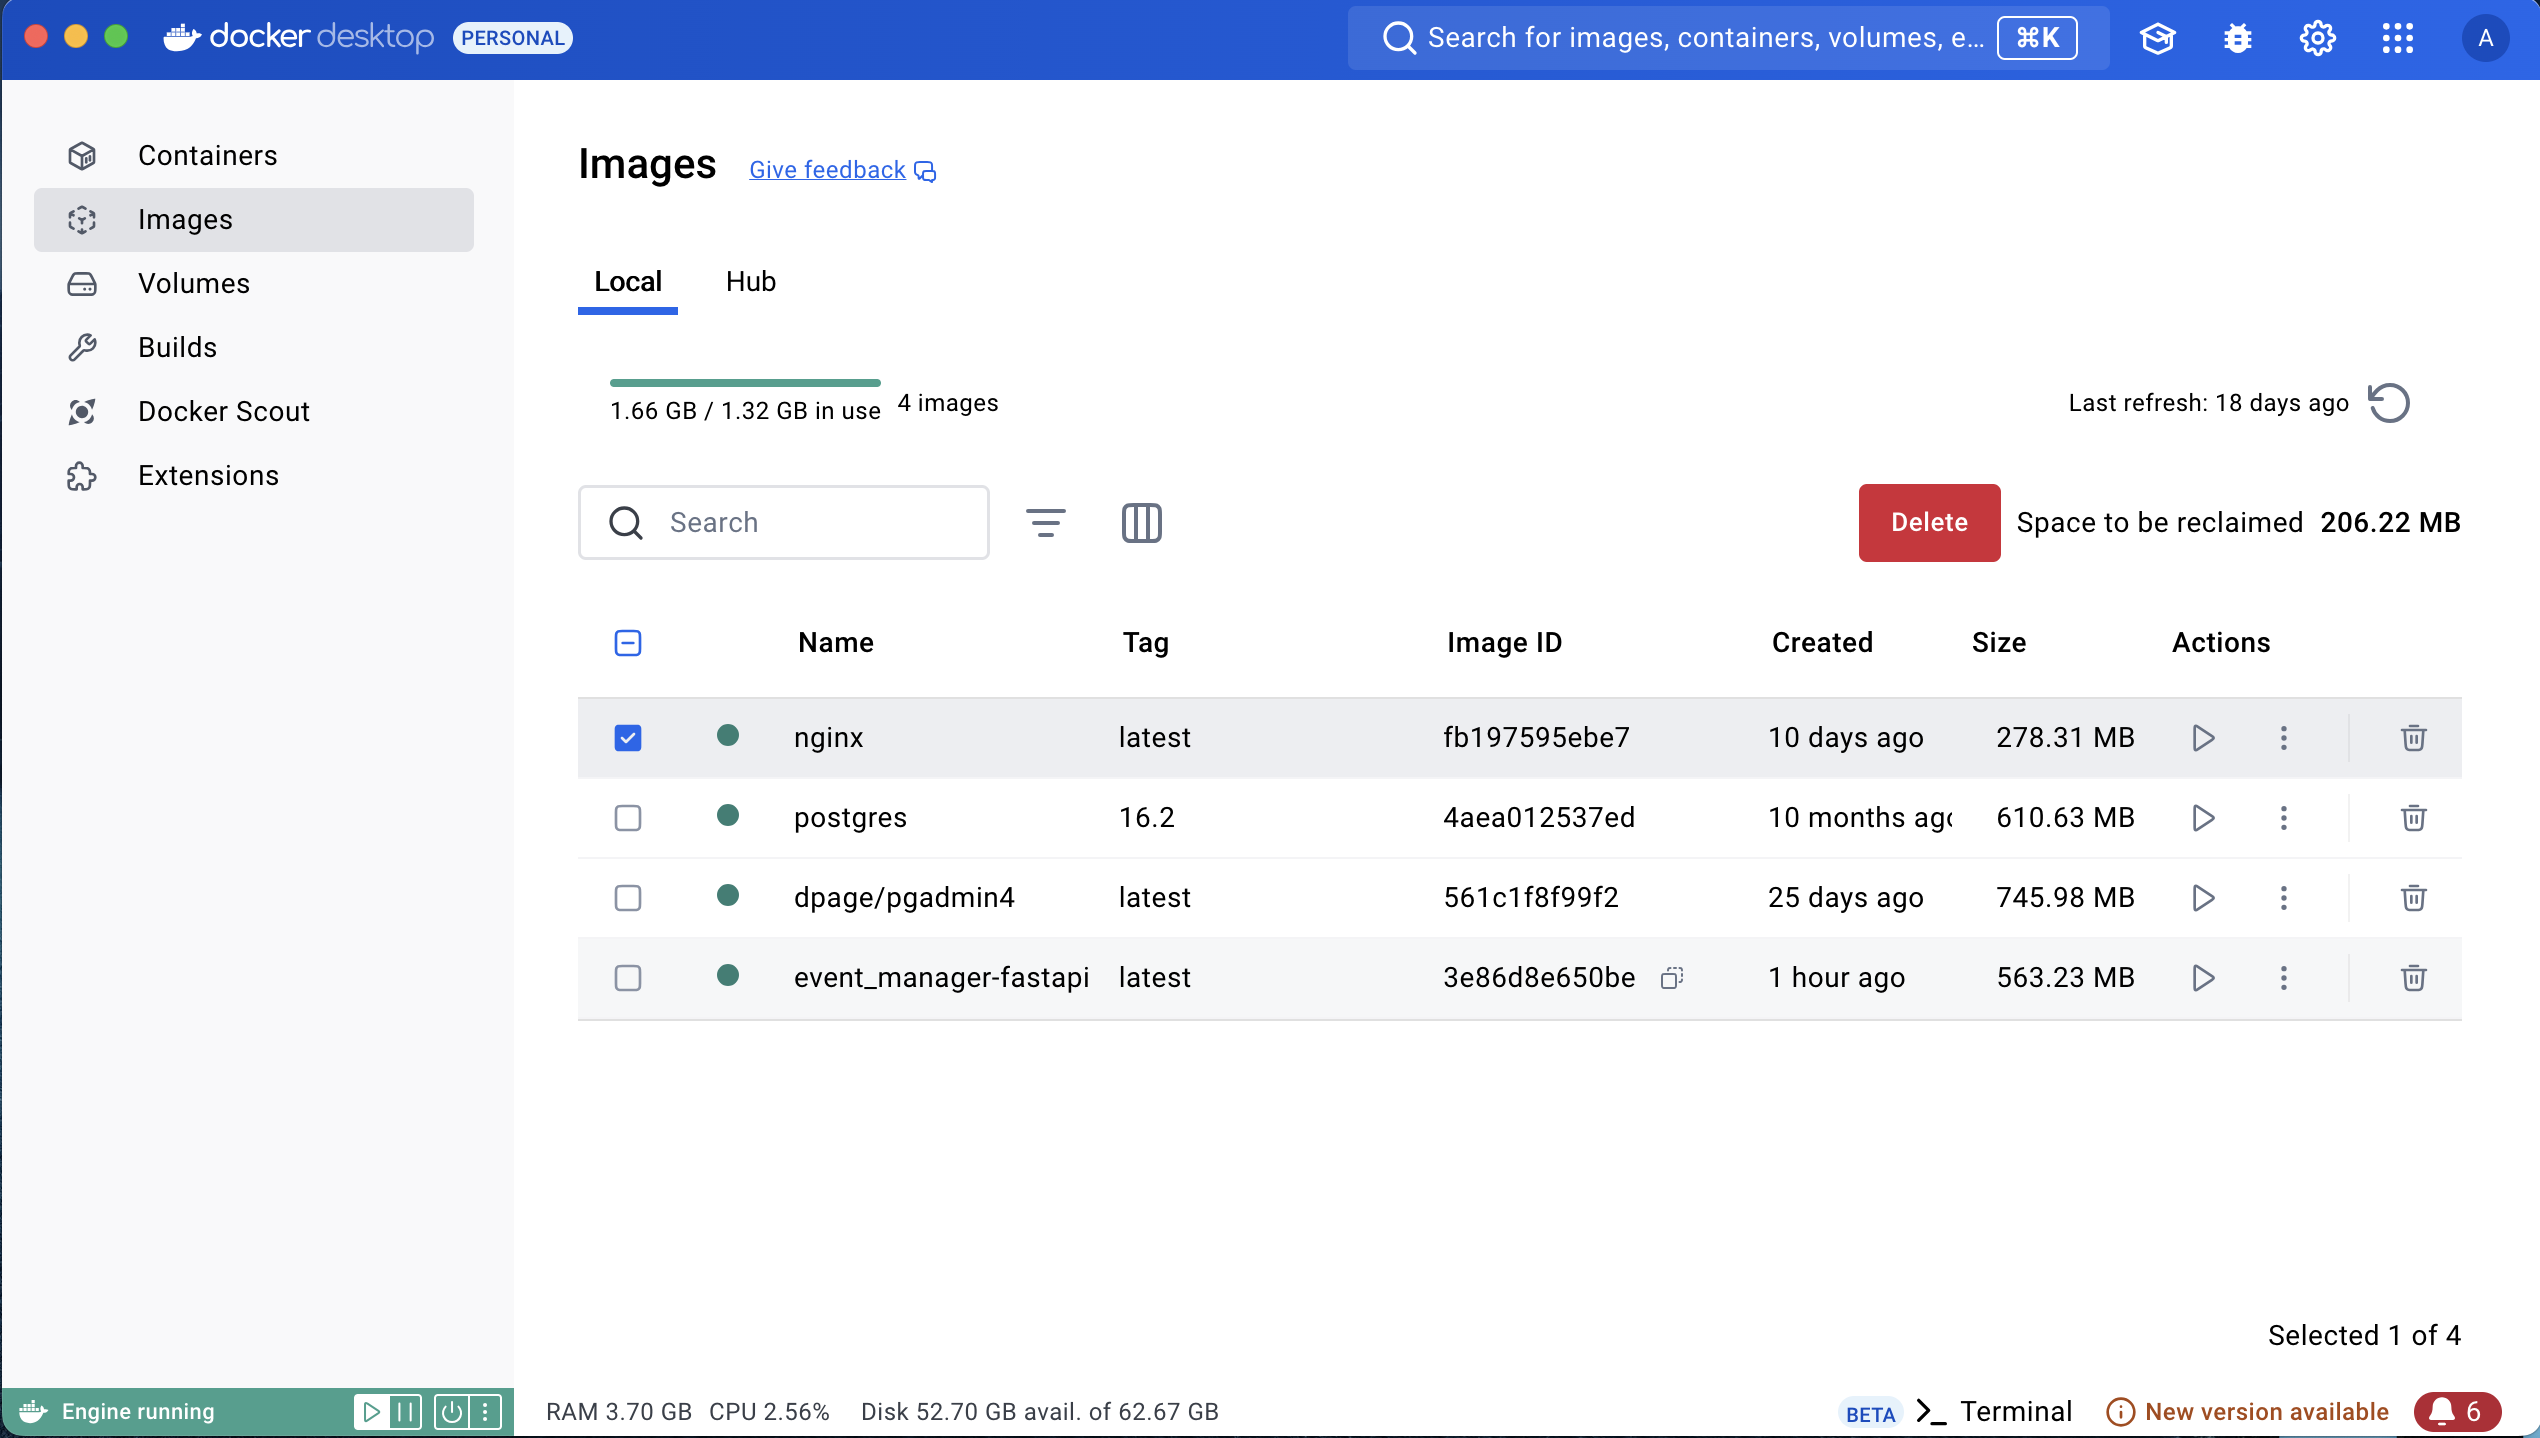 docker desktop PERSONAL
Search for images, containers, volumes, e... ⌘K
A
Containers
Images
Volumes
Builds
Docker Scout
Extensions
Images Give feedback
Local Hub
1.66 GB / 1.32 GB in use 4 images
Last refresh: 18 days ago
Search
Delete Space to be reclaimed 206.22 MB
Name Tag Image ID Created Size Actions
nginx latest fb197595ebe7 10 days ago 278.31 MB
postgres 16.2 4aea012537ed 10 months ago 610.63 MB
dpage/pgadmin4 latest 561c1f8f99f2 25 days ago 745.98 MB
event_manager-fastapi latest 3e86d8e650be 1 hour ago 563.23 MB
Selected 1 of 4
Engine running
RAM 3.70 GB CPU 2.56% Disk 52.70 GB avail. of 62.67 GB
BETA >_ Terminal New version available 6